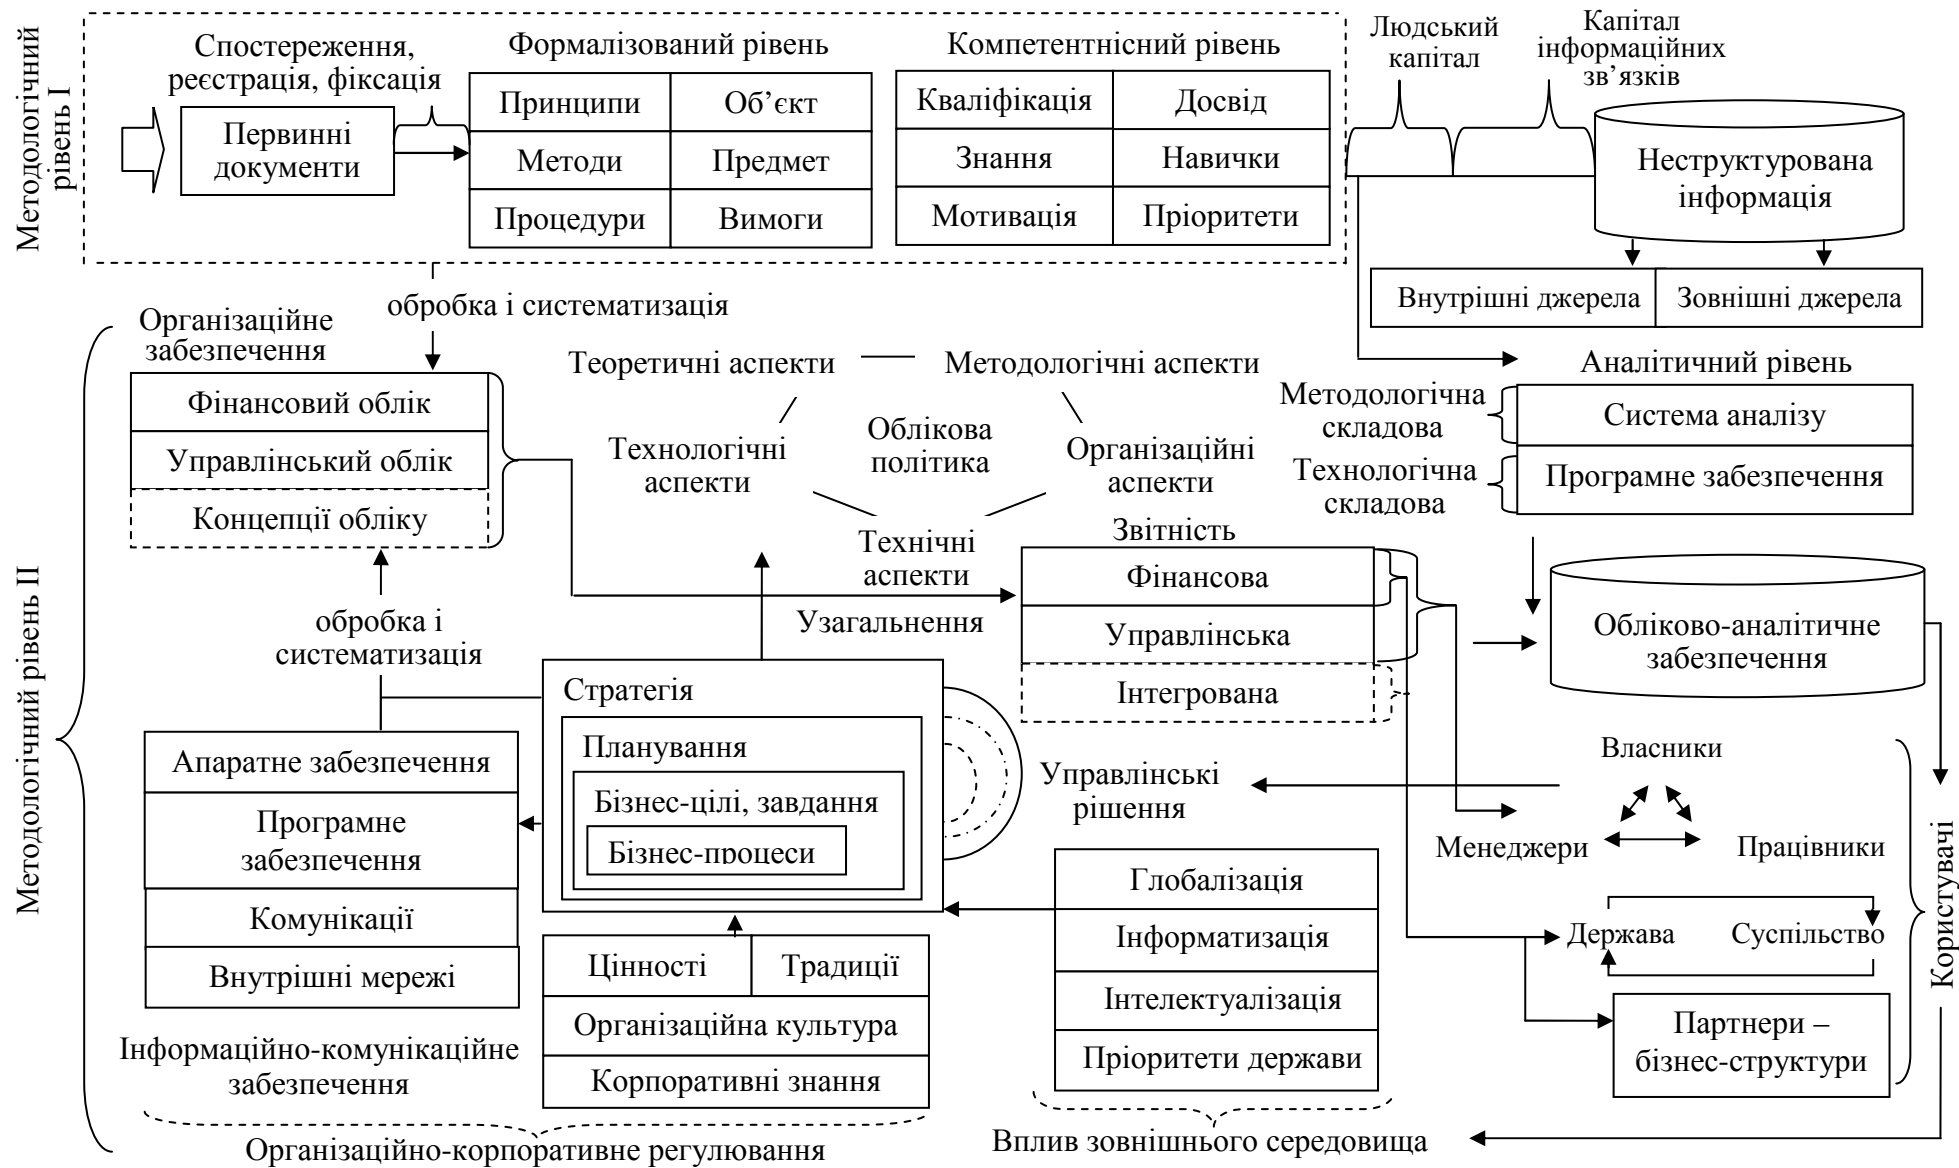 Методологічний
рівень І
Спостереження,
реєстрація, фіксація
Первинні
документи
Формалізований рівень
Принципи
Об’єкт
Методи
Предмет
Процедури
Вимоги
Компетентнісний рівень
Кваліфікація
Досвід
Знання
Навички
Мотивація
Пріоритети
Людський
капітал
Капітал
інформаційних
зв’язків
Неструктурована
інформація
Внутрішні джерела
Зовнішні джерела
обробка і систематизація
Методологічний рівень ІІ
Організаційне
забезпечення
Фінансовий облік
Управлінський облік
Концепції обліку
Теоретичні аспекти
Методологічні аспекти
Технологічні
аспекти
Облікова
політика
Організаційні
аспекти
Технічні
аспекти
Аналітичний рівень
Методологічна
складова
Система аналізу
Технологічна
складова
Програмне забезпечення
Звітність
Фінансова
Управлінська
Інтегрована
Узагальнення
Обліково-аналітичне
забезпечення
обробка і
систематизація
Стратегія
Планування
Бізнес-цілі, завдання
Бізнес-процеси
Апаратне забезпечення
Програмне
забезпечення
Комунікації
Внутрішні мережі
Інформаційно-комунікаційне
забезпечення
Цінності
Традиції
Організаційна культура
Корпоративні знання
Організаційно-корпоративне регулювання
Управлінські
рішення
Глобалізація
Інформатизація
Інтелектуалізація
Пріоритети держави
Вплив зовнішнього середовища
Власники
Менеджери
Працівники
Держава
Суспільство
Партнери –
бізнес-структури
Користувачі